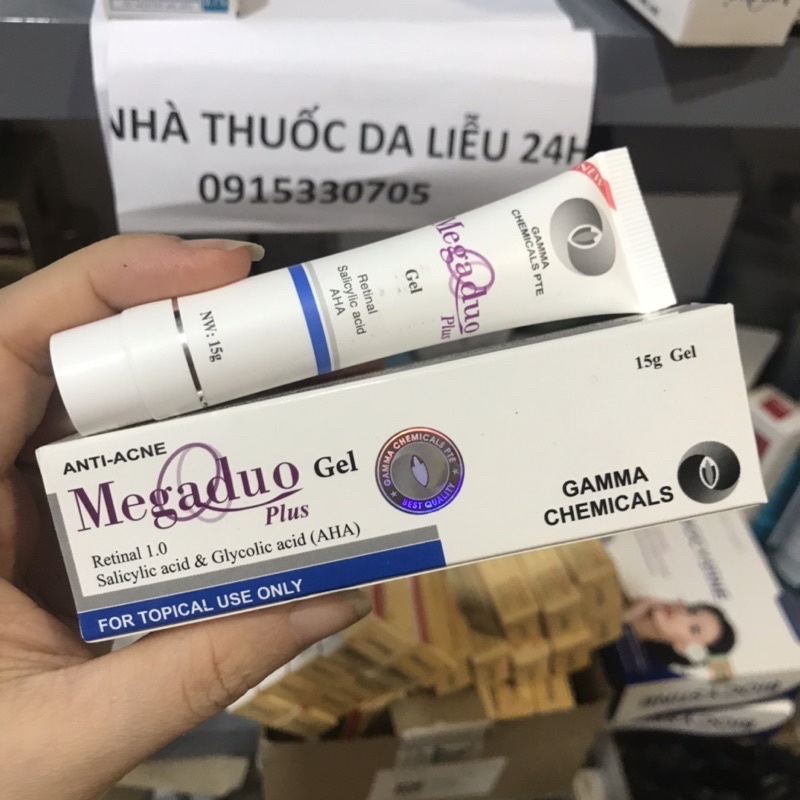 NHÀ THUỐC DA LIỄU 24H
0915330705
NEW
GAMMA
CHEMICALS PTE
Megaduo
Plus
Gel
Retinal
Salicylic acid
AHA
NW: 15g
15g Gel
ANTI-ACNE
Megaduo Gel
Plus
GAMMA CHEMICALS PTE
BEST QUALITY
GAMMA
CHEMICALS
Retinal 1.0
Salicylic acid & Glycolic acid (AHA)
FOR TOPICAL USE ONLY